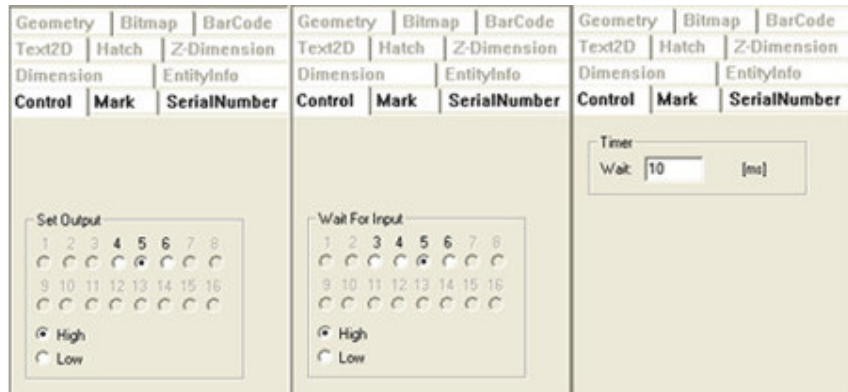 Geometry Bitmap BarCode
Text2D Hatch Z-Dimension
Dimension EntityInfo
Control Mark SerialNumber
Set Output
1 2 3 4 5 6 7 8
9 10 11 12 13 14 15 16
High
Low
Geometry Bitmap BarCode
Text2D Hatch Z-Dimension
Dimension EntityInfo
Control Mark SerialNumber
Wait For Input
1 2 3 4 5 6 7 8
9 10 11 12 13 14 15 16
High
Low
Geometry Bitmap BarCode
Text2D Hatch Z-Dimension
Dimension EntityInfo
Control Mark SerialNumber
Timer
Wait: 10 [ms]